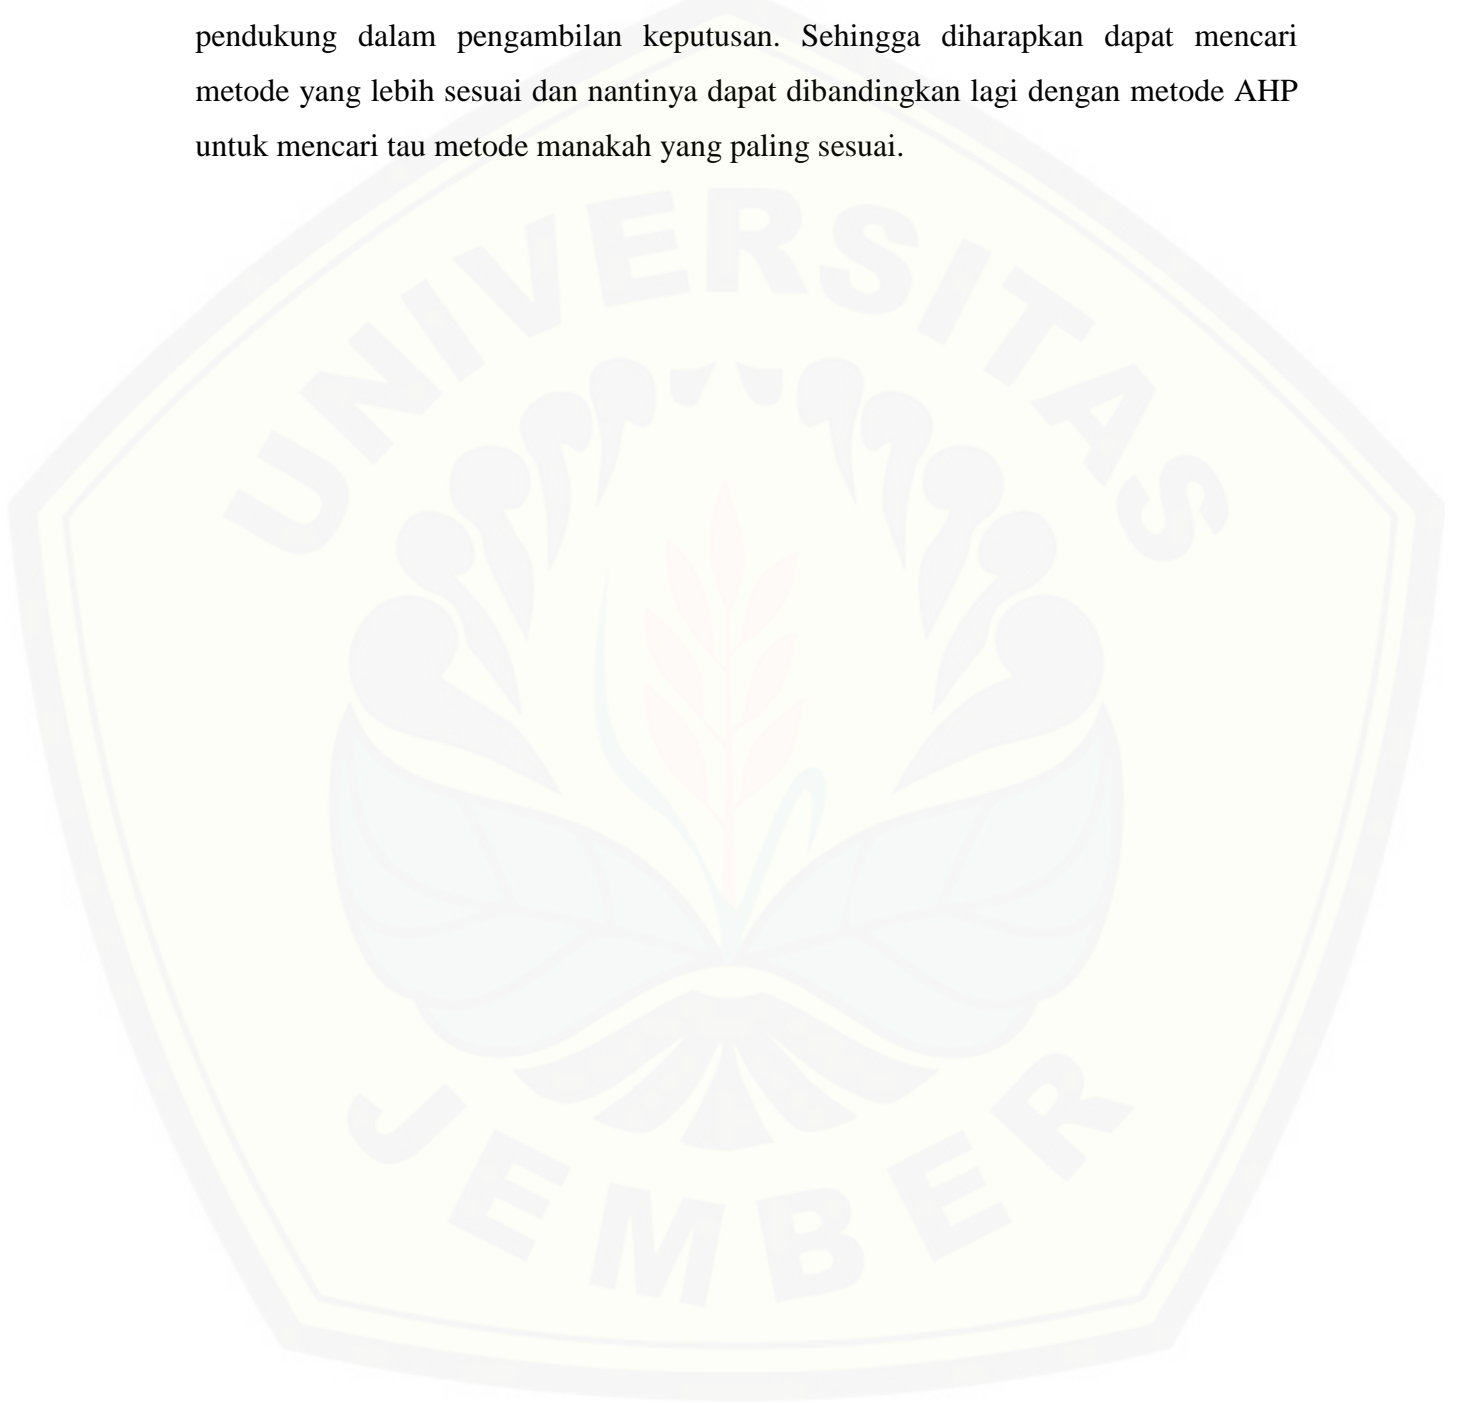 pendukung dalam pengambilan keputusan. Sehingga diharapkan dapat mencari
metode yang lebih sesuai dan nantinya dapat dibandingkan lagi dengan metode AHP
untuk mencari tau metode manakah yang paling sesuai.
UNIVERSITAS
JEMBER